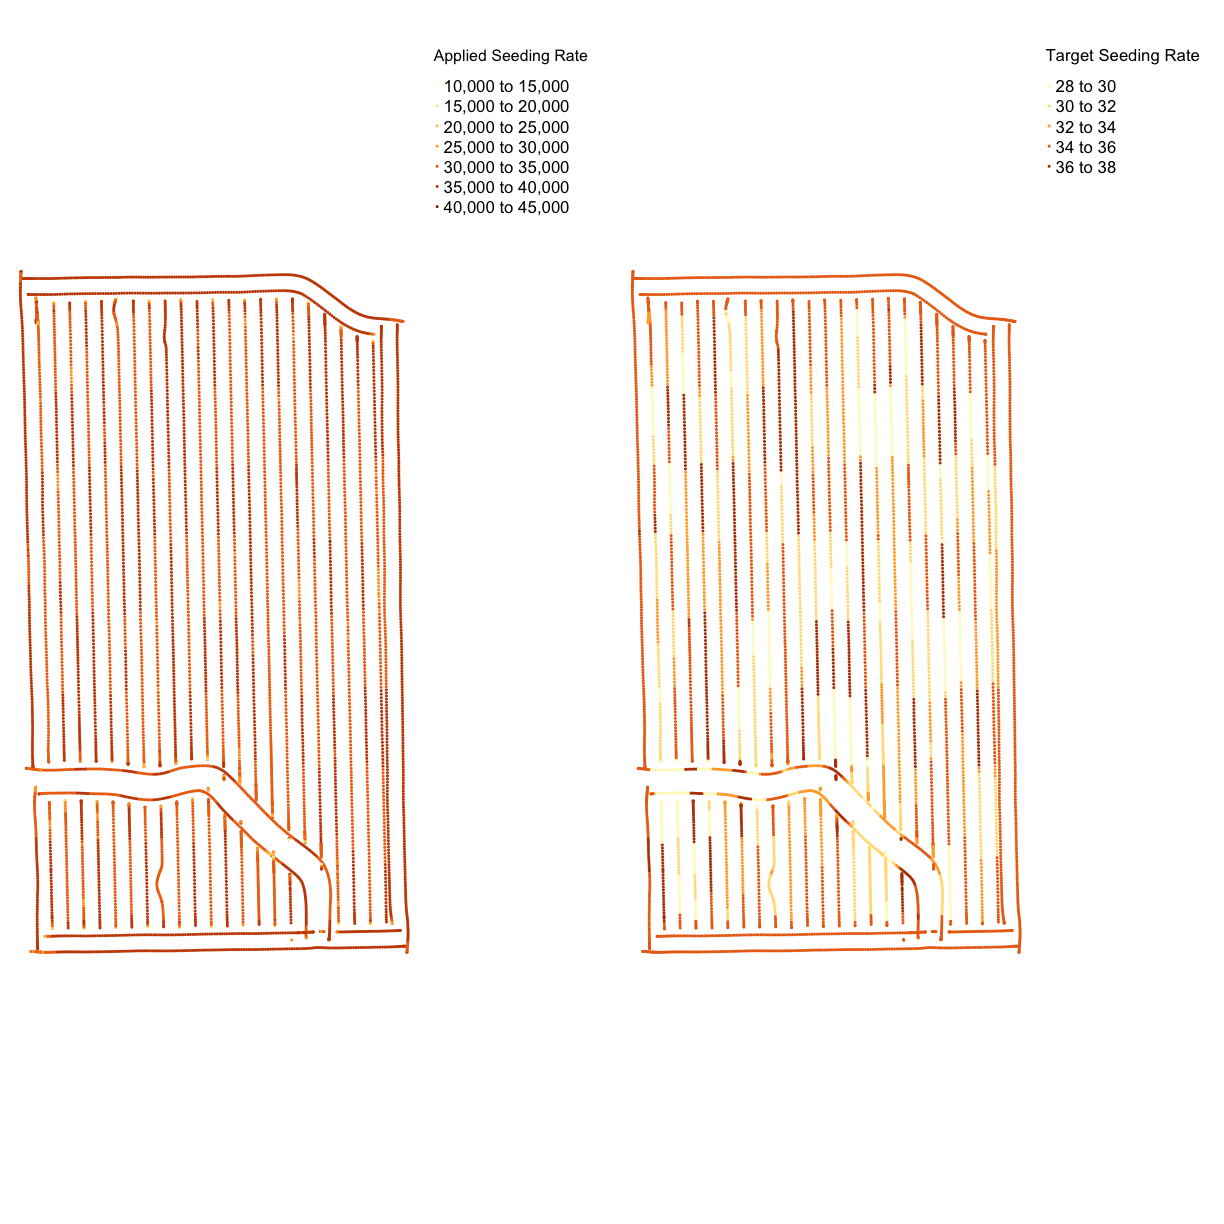 Applied Seeding Rate
10,000 to 15,000
15,000 to 20,000
20,000 to 25,000
25,000 to 30,000
30,000 to 35,000
35,000 to 40,000
40,000 to 45,000
Target Seeding Rate
28 to 30
30 to 32
32 to 34
34 to 36
36 to 38